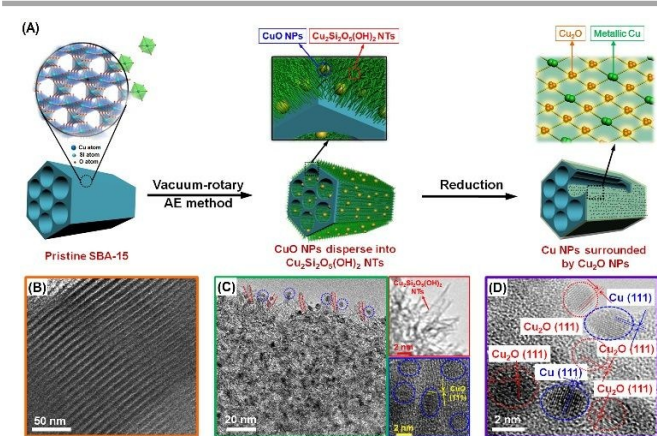 (A)
CuO NPs
Cu₂Si₂O₅(OH)₂ NTs
Cu₂O
Metallic Cu
Cu atom
Si atom
O atom
Vacuum-rotary
AE method
Reduction
Pristine SBA-15
CuO NPs disperse into
Cu₂Si₂O₅(OH)₂ NTs
Cu NPs surrounded
by Cu₂O NPs
(B)
50 nm
(C)
20 nm
Cu₂Si₂O₅(OH)₂
NTs
2 nm
CuO
(111)
2 nm
(D)
Cu (111)
Cu₂O (111)
Cu₂O (111)
Cu₂O (111)
Cu (111)
Cu₂O (111)
2 nm